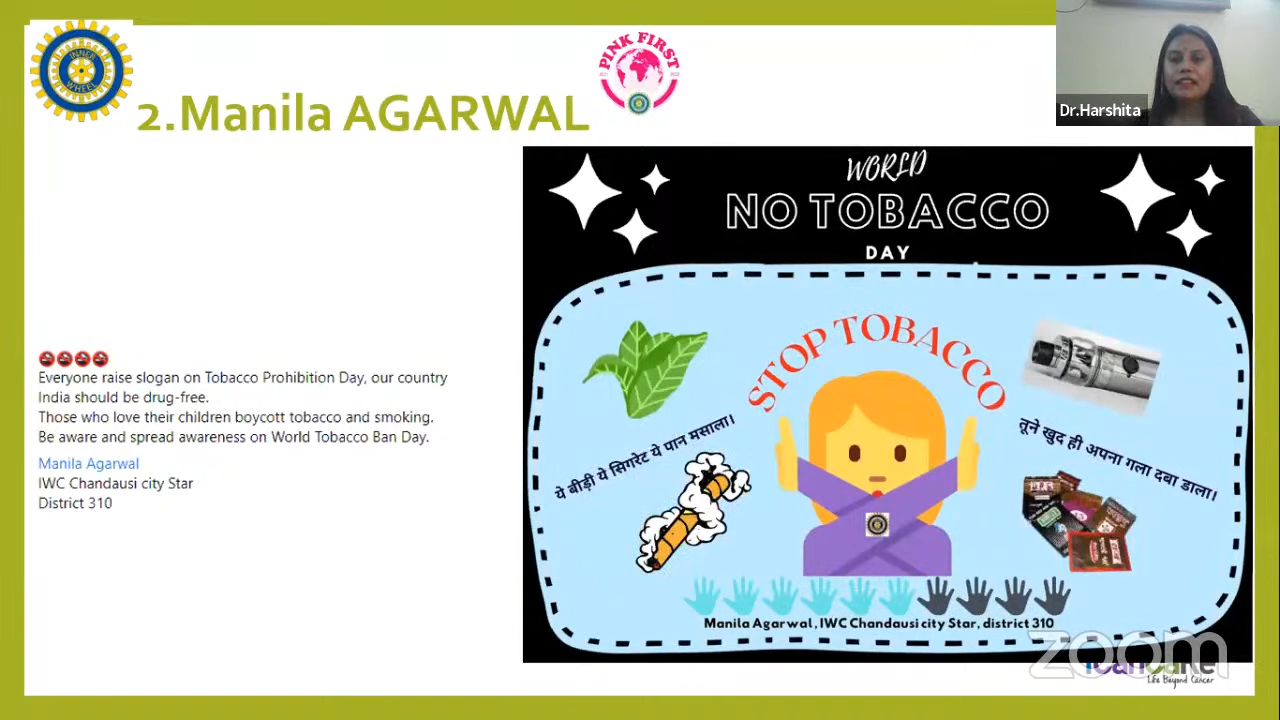 INNER
WHEEL
PINK FIRST
2.Manila AGARWAL
Dr.Harshita
Everyone raise slogan on Tobacco Prohibition Day, our country
India should be drug-free.
Those who love their children boycott tobacco and smoking.
Be aware and spread awareness on World Tobacco Ban Day.
Manila Agarwal
IWC Chandausi city Star
District 310
WORLD
NO TOBACCO
DAY
STOP TOBACCO
ये बीड़ी ये सिगरेट ये पान मसाला।
तूने खुद ही अपना गला दबा डाला।
Manila Agarwal, IWC Chandausi city Star, district 310
zoom
iCanCaRe
Life Beyond Cancer